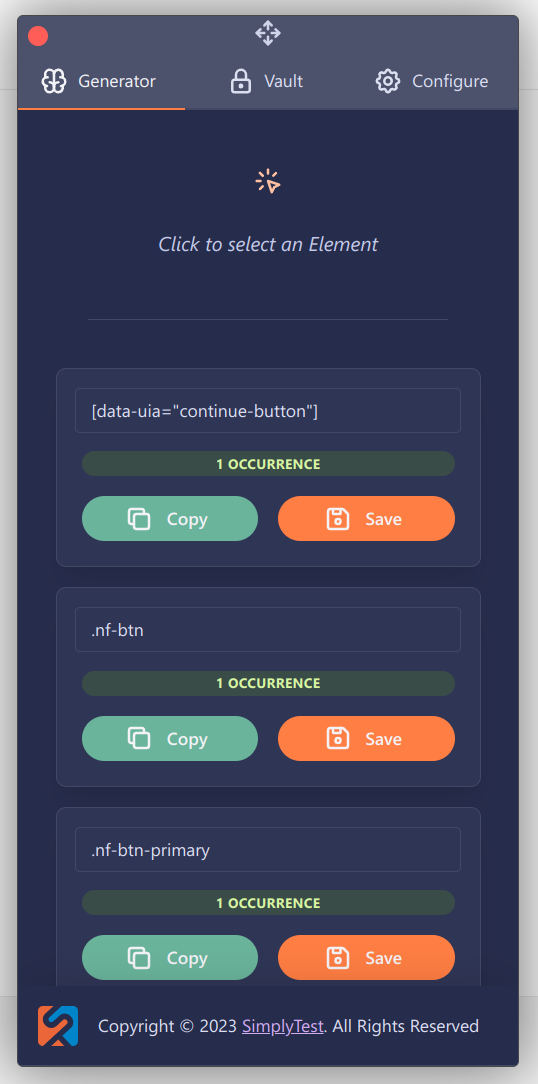 Generator
Vault
Configure
Click to select an Element
[data-uia="continue-button"]
1 OCCURRENCE
Copy
Save
.nf-btn
1 OCCURRENCE
Copy
Save
.nf-btn-primary
1 OCCURRENCE
Copy
Save
Copyright © 2023 SimplyTest. All Rights Reserved